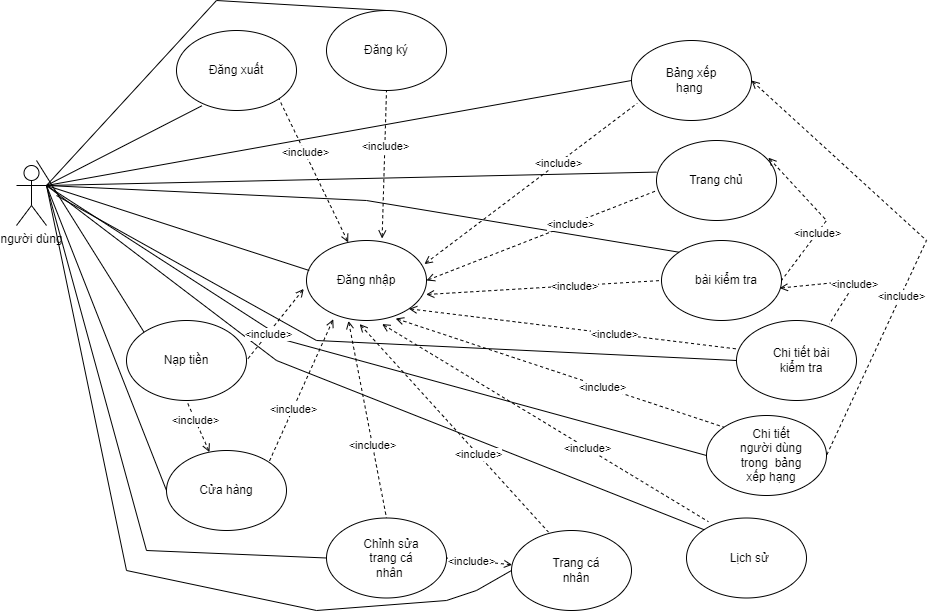 Đăng ký
Đăng xuất
Bảng xếp
hạng
<include>
<include>
<include>
Trang chủ
người dùng
<include>
<include>
Đăng nhập
<include>
bài kiểm tra
<include>
<include>
<include>
<include>
Nạp tiền
Chi tiết bài
kiểm tra
<include>
<include>
<include>
Chi tiết
người dùng
trong bảng
xếp hạng
<include>
<include>
<include>
Cửa hàng
Chỉnh sửa
trang cá
nhân
<include>
Trang cá
nhân
Lịch sử